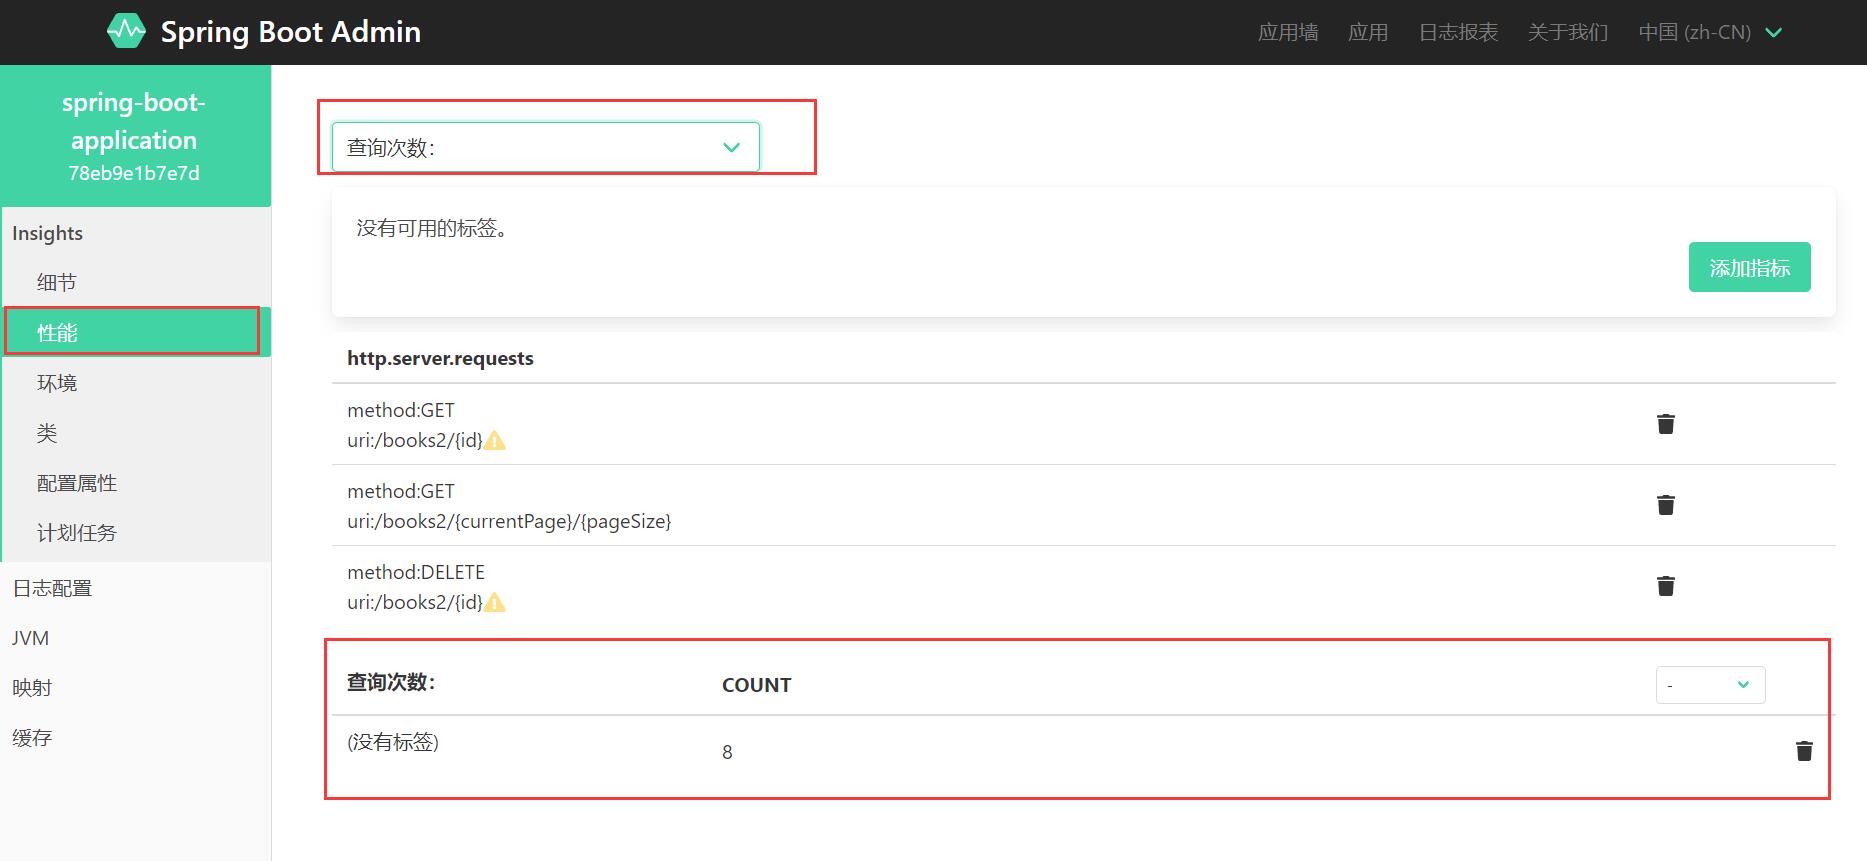 Spring Boot Admin
应用墙 应用 日志报表 关于我们 中国 (zh-CN)
spring-boot-
application
78eb9e1b7e7d
Insights
细节
性能
环境
类
配置属性
计划任务
日志配置
JVM
映射
缓存
查询次数：
没有可用的标签。
添加指标
http.server.requests
method:GET
uri:/books2/{id}
method:GET
uri:/books2/{currentPage}/{pageSize}
method:DELETE
uri:/books2/{id}
查询次数： COUNT -
(没有标签) 8